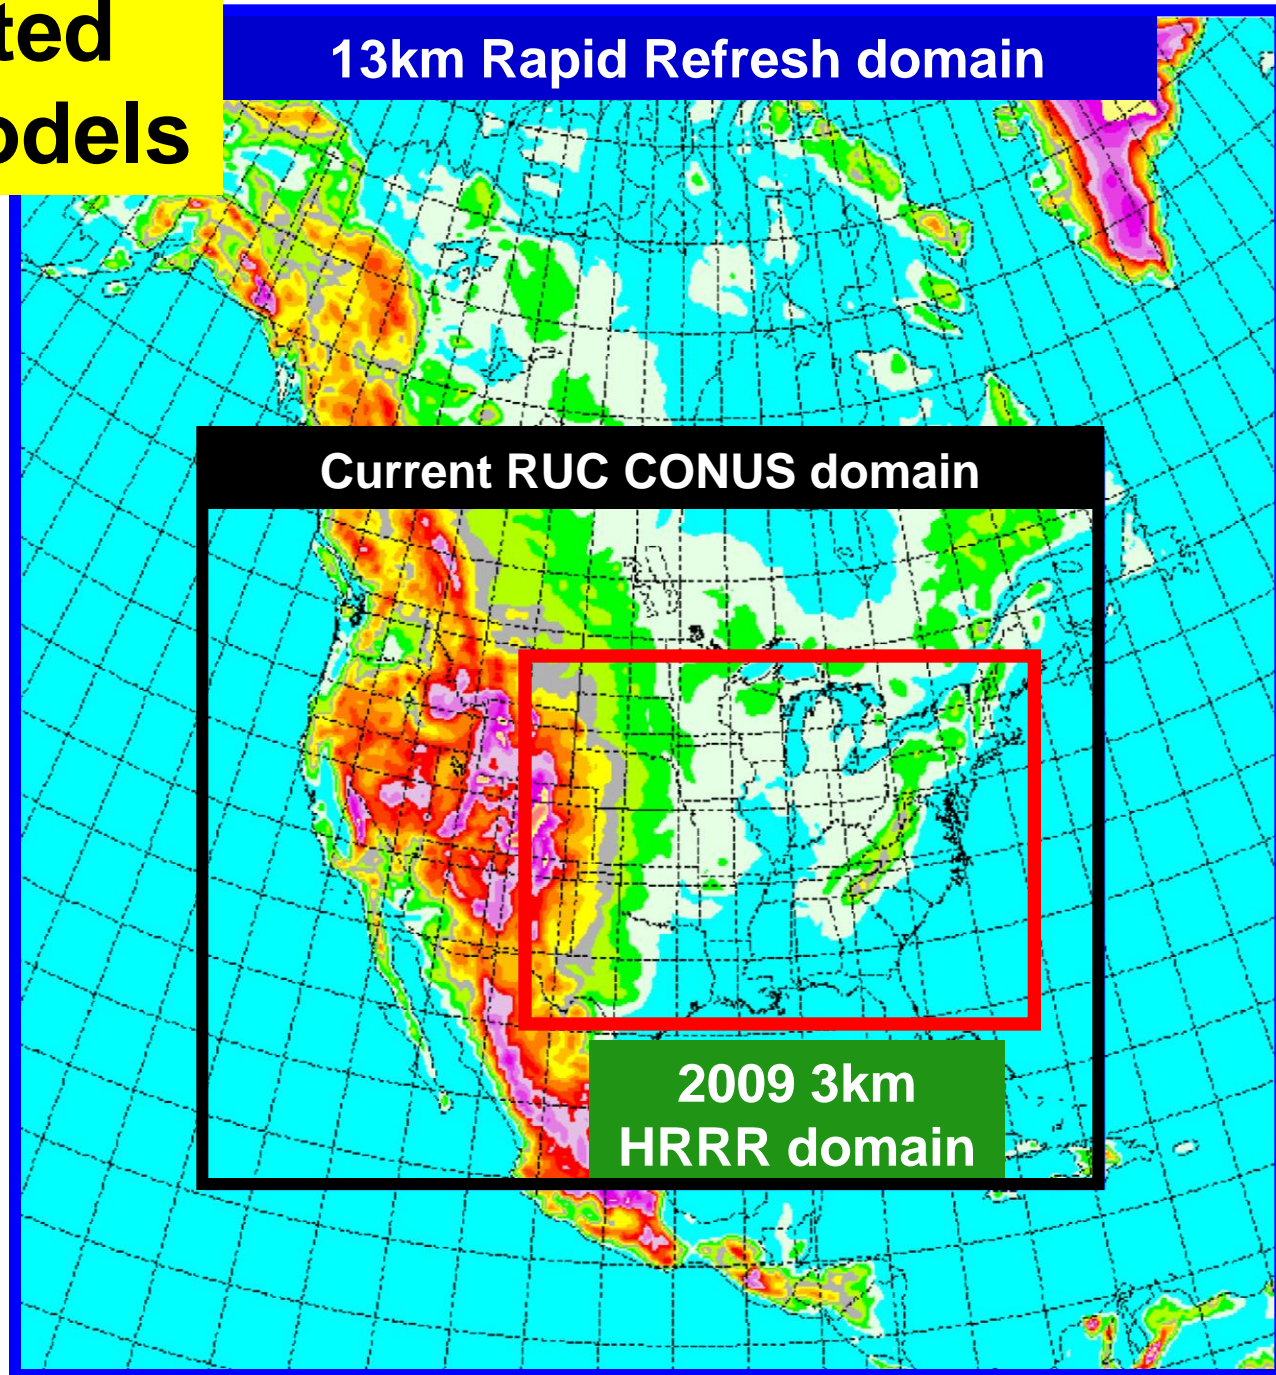 ted
odels
13km Rapid Refresh domain
Current RUC CONUS domain
2009 3km
HRRR domain